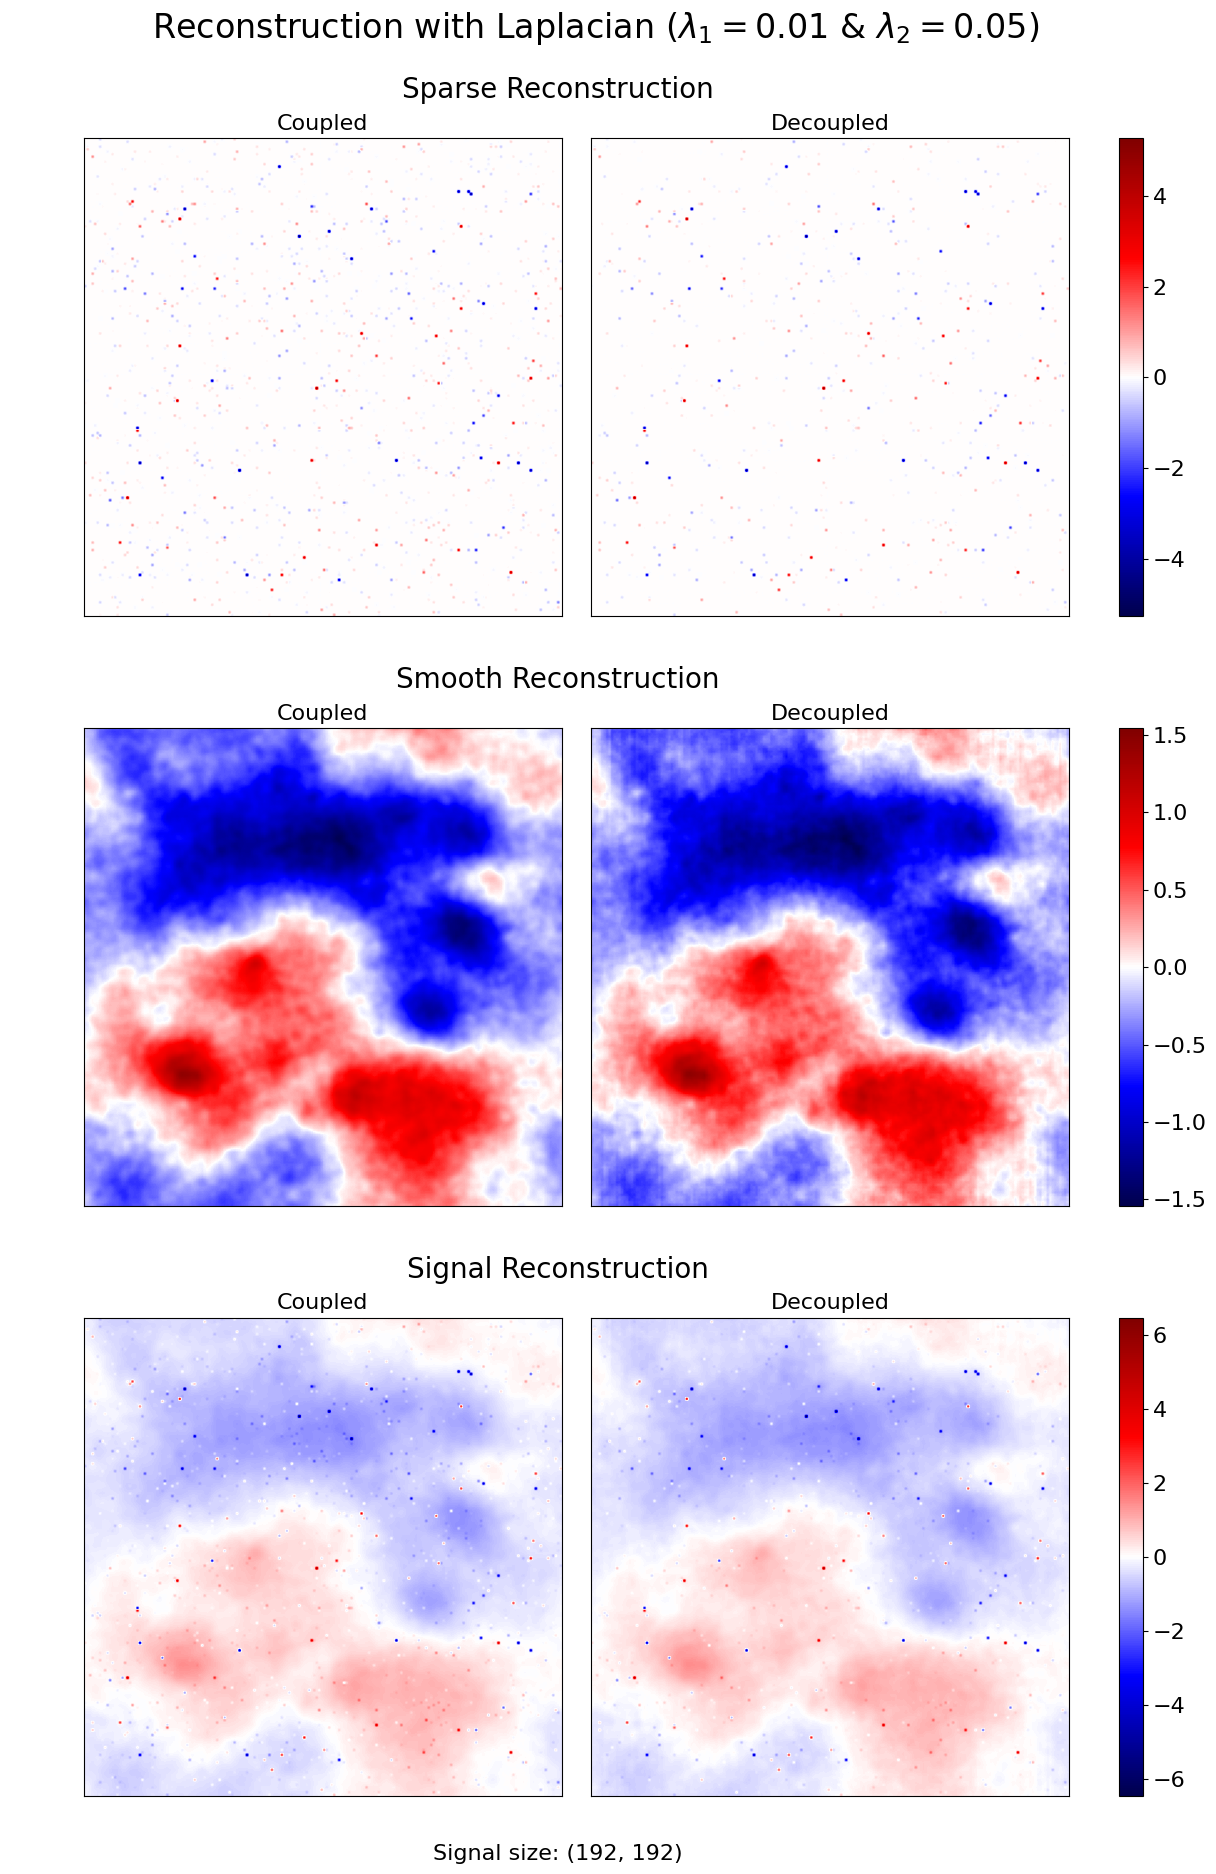 Reconstruction with Laplacian (λ₁ = 0.01 & λ₂ = 0.05)
Sparse Reconstruction
Coupled
Decoupled
4
2
0
−2
−4
Smooth Reconstruction
Coupled
Decoupled
1.5
1.0
0.5
0.0
−0.5
−1.0
−1.5
Signal Reconstruction
Coupled
Decoupled
6
4
2
0
−2
−4
−6
Signal size: (192, 192)